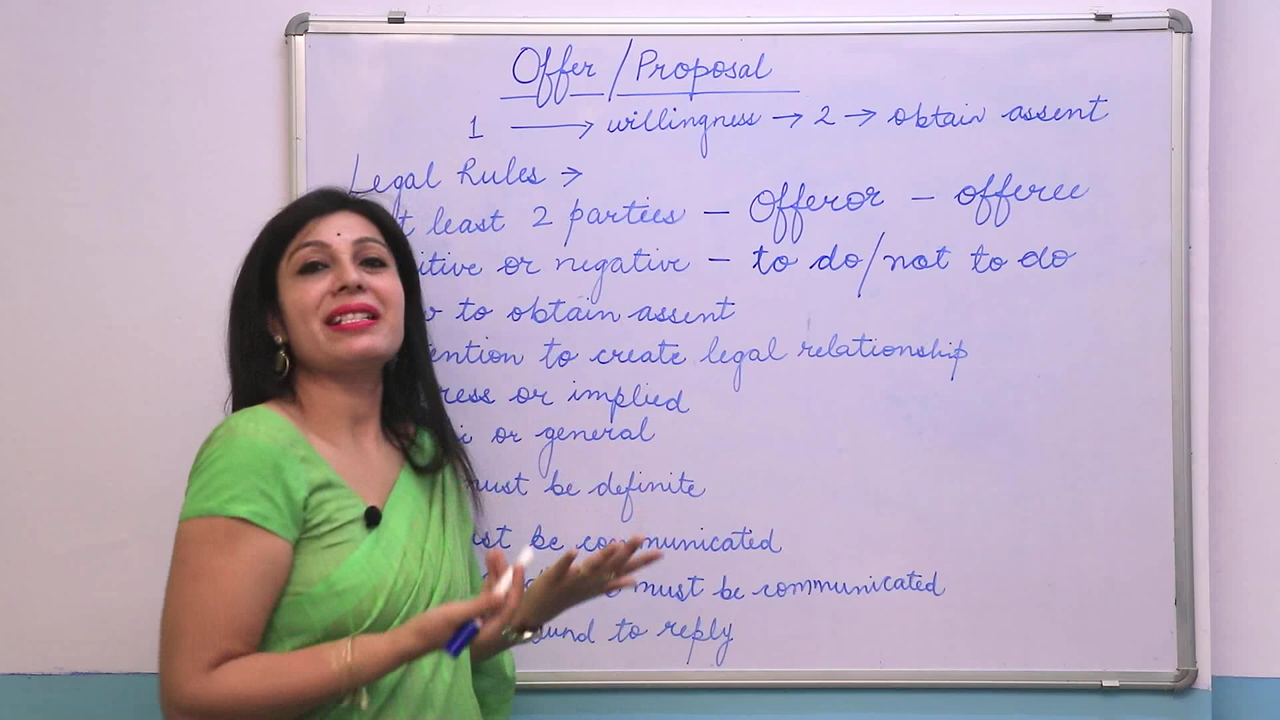 Offer / Proposal
1 → willingness → 2 → obtain assent
Legal Rules →
t least 2 parties – Offeror – offeree
itive or negative – to do/not to do
to obtain assent
ention to create legal relationship
ress or implied
or general
must be definite
st be communicated
must be communicated
ound to reply